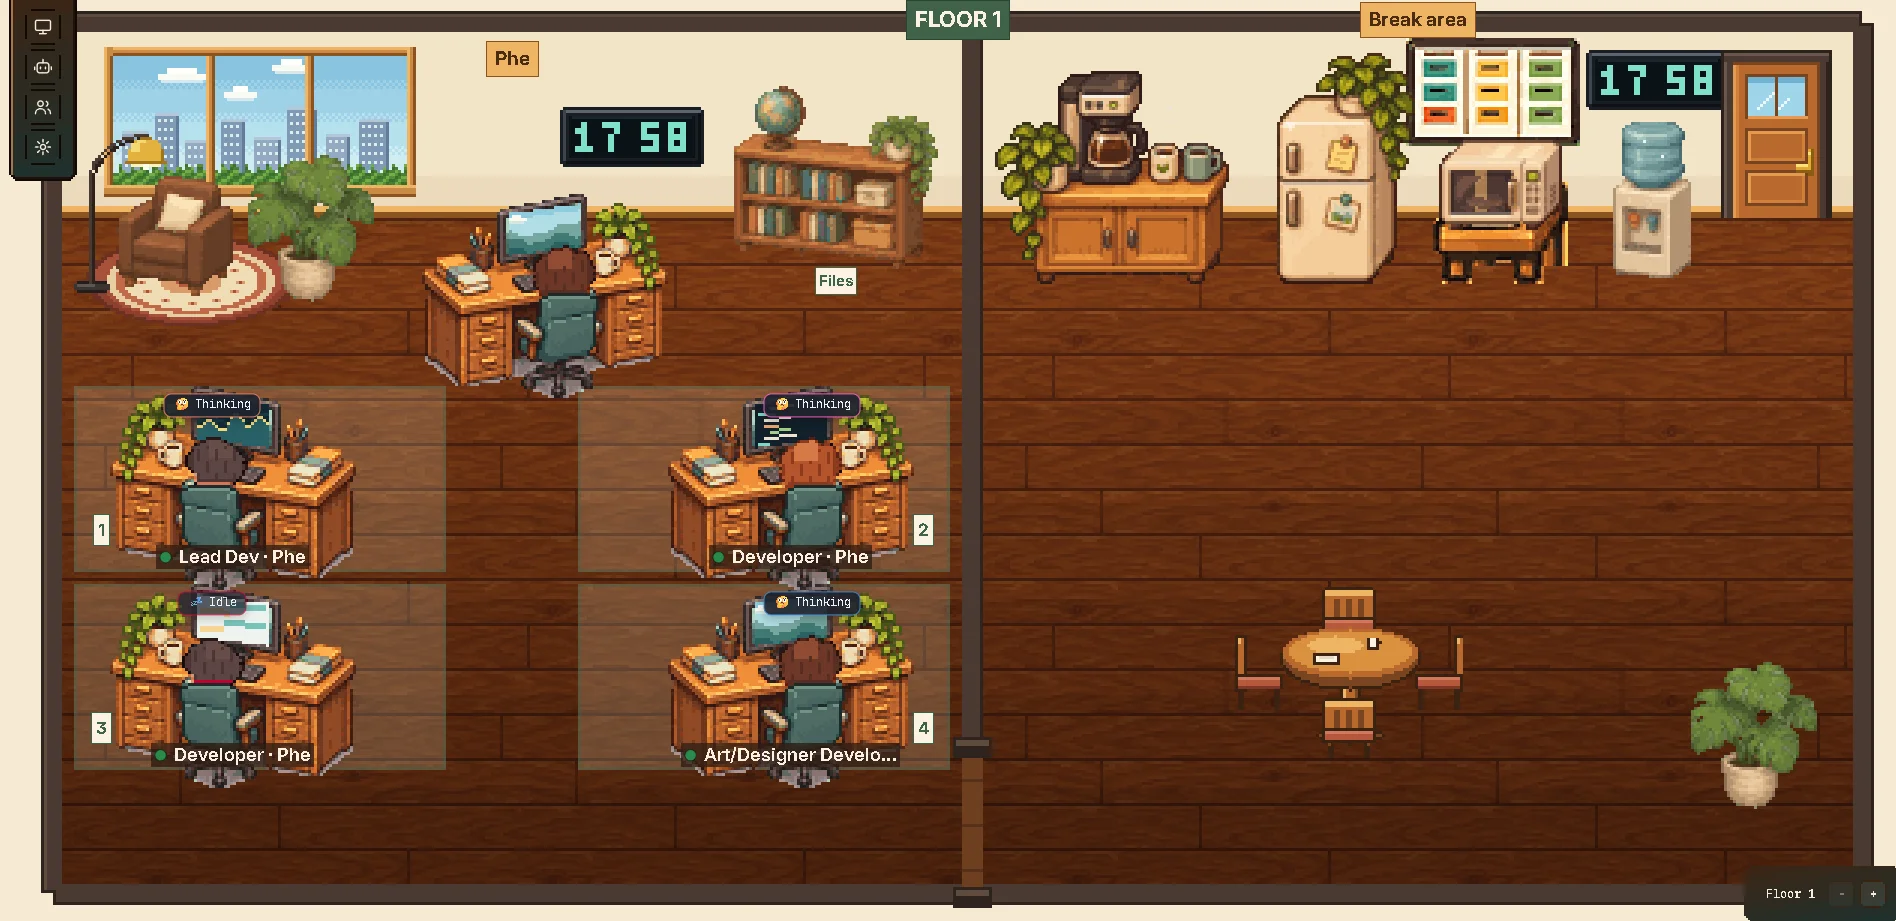 FLOOR 1
Break area
Phe
17 58
17 58
Files
Thinking
Thinking
1
2
Lead Dev · Phe
Developer · Phe
Idle
Thinking
3
4
Developer · Phe
Art/Designer Develo...
Floor 1 - +